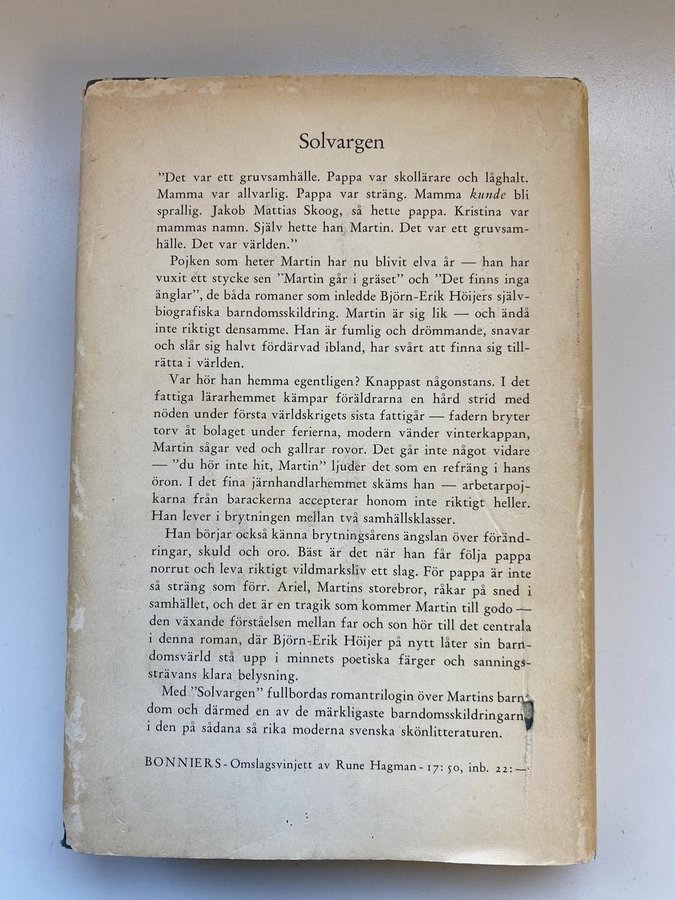 Solvargen
"Det var ett gruvsamhälle. Pappa var skollärare och låghalt.
Mamma var allvarlig. Pappa var sträng. Mamma kunde bli
sprallig. Jakob Mattias Skoog, så hette pappa. Kristina var
mammas namn. Själv hette han Martin. Det var ett gruvsam-
hälle. Det var världen."
Pojken som heter Martin har nu blivit elva år — han har
vuxit ett stycke sen "Martin går i gräset" och "Det finns inga
änglar", de båda romaner som inledde Björn-Erik Höijers själv-
biografiska barndomsskildring. Martin är sig lik — och ändå
inte riktigt densamme. Han är fumlig och drömmande, snavar
och slår sig halvt fördärvad ibland, har svårt att finna sig till-
rätta i världen.
Var hör han hemma egentligen? Knappast någonstans. I det
fattiga lärarhemmet kämpar föräldrarna en hård strid med
nöden under första världskrigets sista fattigår — fadern bryter
torv åt bolaget under ferierna, modern vänder vinterkappan,
Martin sågar ved och gallrar rovor. Det går inte något vidare
— "du hör inte hit, Martin" ljuder det som en refräng i hans
öron. I det fina järnhandlarhemmet skäms han — arbetarpoj-
karna från barackerna accepterar honom inte riktigt heller.
Han lever i brytningen mellan två samhällsklasser.
Han börjar också känna brytningsårens ängslan över föränd-
ringar, skuld och oro. Bäst är det när han får följa pappa
norrut och leva riktigt vildmarksliv ett slag. För pappa är inte
så sträng som förr. Ariel, Martins storebror, råkar på sned i
samhället, och det är en tragik som kommer Martin till godo —
den växande förståelsen mellan far och son hör till det centrala
i denna roman, där Björn-Erik Höijer på nytt låter sin barn-
domsvärld stå upp i minnets poetiska färger och sannings-
strävans klara belysning.
Med "Solvargen" fullbordas romantrilogin över Martins barn-
dom och därmed en av de märkligaste barndomsskildringarn
i den på sådana så rika moderna svenska skönlitteraturen.
BONNIERS - Omslagsvinjett av Rune Hagman - 17: 50, inb. 22: —